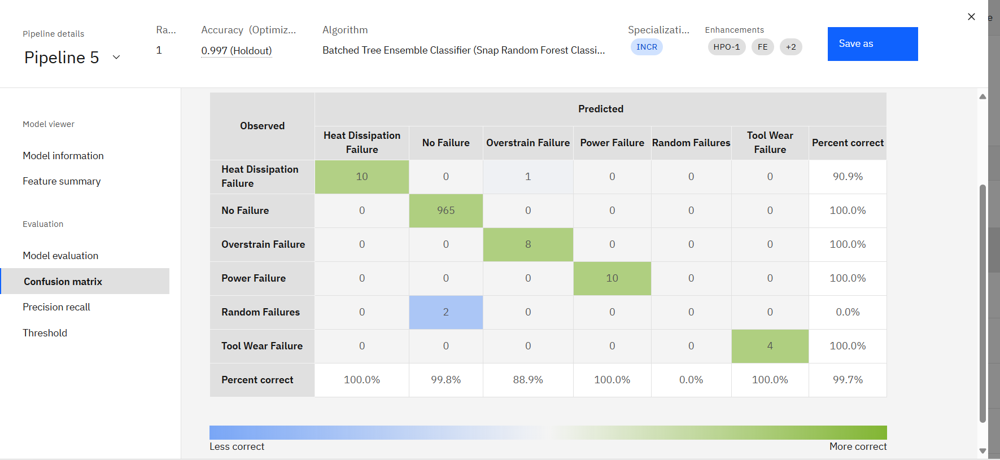 Pipeline details
Pipeline 5
Ra...
1
Accuracy (Optimiz...
0.997 (Holdout)
Algorithm
Batched Tree Ensemble Classifier (Snap Random Forest Classi...
Specializati...
INCR
Enhancements
HPO-1 FE +2
Save as
e
Model viewer
Model information
Feature summary
Evaluation
Model evaluation
Confusion matrix
Precision recall
Threshold
Observed
Predicted
Heat Dissipation Failure No Failure Overstrain Failure Power Failure Random Failures Tool Wear Failure Percent correct
Heat Dissipation Failure 10 0 1 0 0 0 90.9%
No Failure 0 965 0 0 0 0 100.0%
Overstrain Failure 0 0 8 0 0 0 100.0%
Power Failure 0 0 0 10 0 0 100.0%
Random Failures 0 2 0 0 0 0 0.0%
Tool Wear Failure 0 0 0 0 0 4 100.0%
Percent correct 100.0% 99.8% 88.9% 100.0% 0.0% 100.0% 99.7%
Less correct
More correct